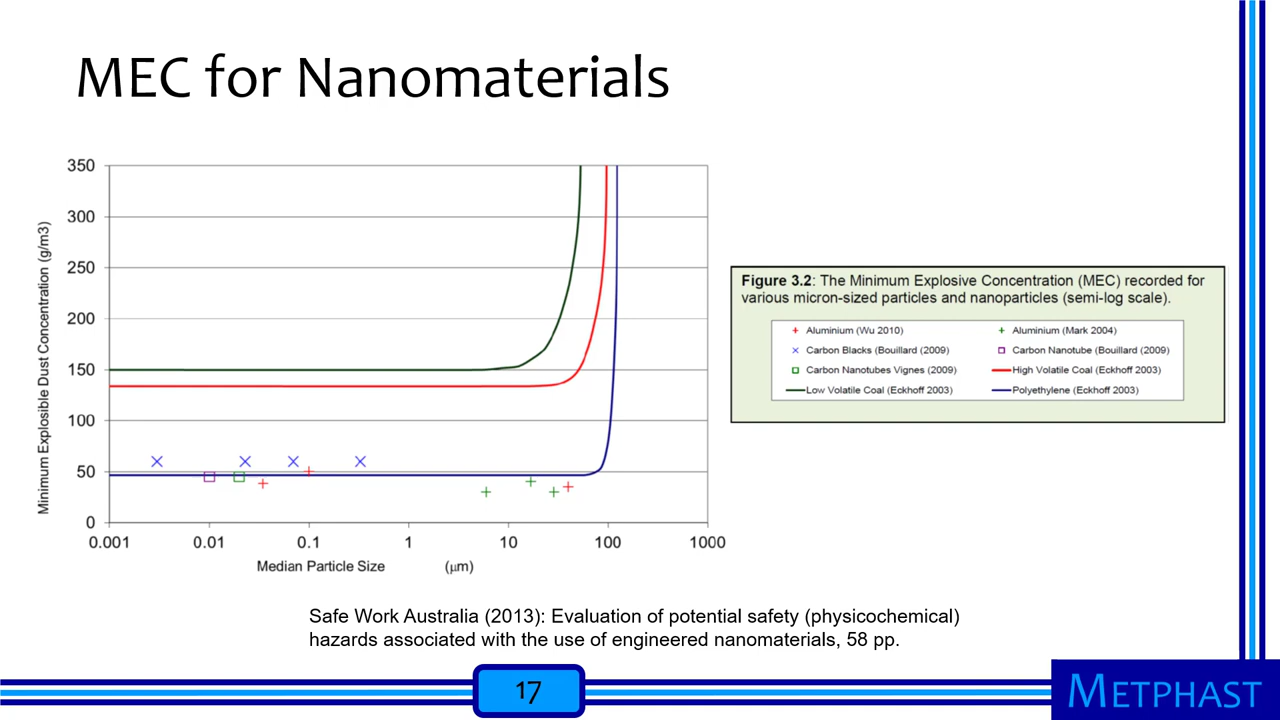 MEC for Nanomaterials
350
300
250
200
150
100
50
0
Minimum Explosible Dust Concentration (g/m3)
0.001 0.01 0.1 1 10 100 1000
Median Particle Size (μm)
Figure 3.2: The Minimum Explosive Concentration (MEC) recorded for
various micron-sized particles and nanoparticles (semi-log scale).
Aluminium (Wu 2010) Aluminium (Mark 2004)
Carbon Blacks (Bouillard (2009) Carbon Nanotube (Bouillard (2009)
Carbon Nanotubes Vignes (2009) High Volatile Coal (Eckhoff 2003)
Low Volatile Coal (Eckhoff 2003) Polyethylene (Eckhoff 2003)
Safe Work Australia (2013): Evaluation of potential safety (physicochemical)
hazards associated with the use of engineered nanomaterials, 58 pp.
17
METPHAST